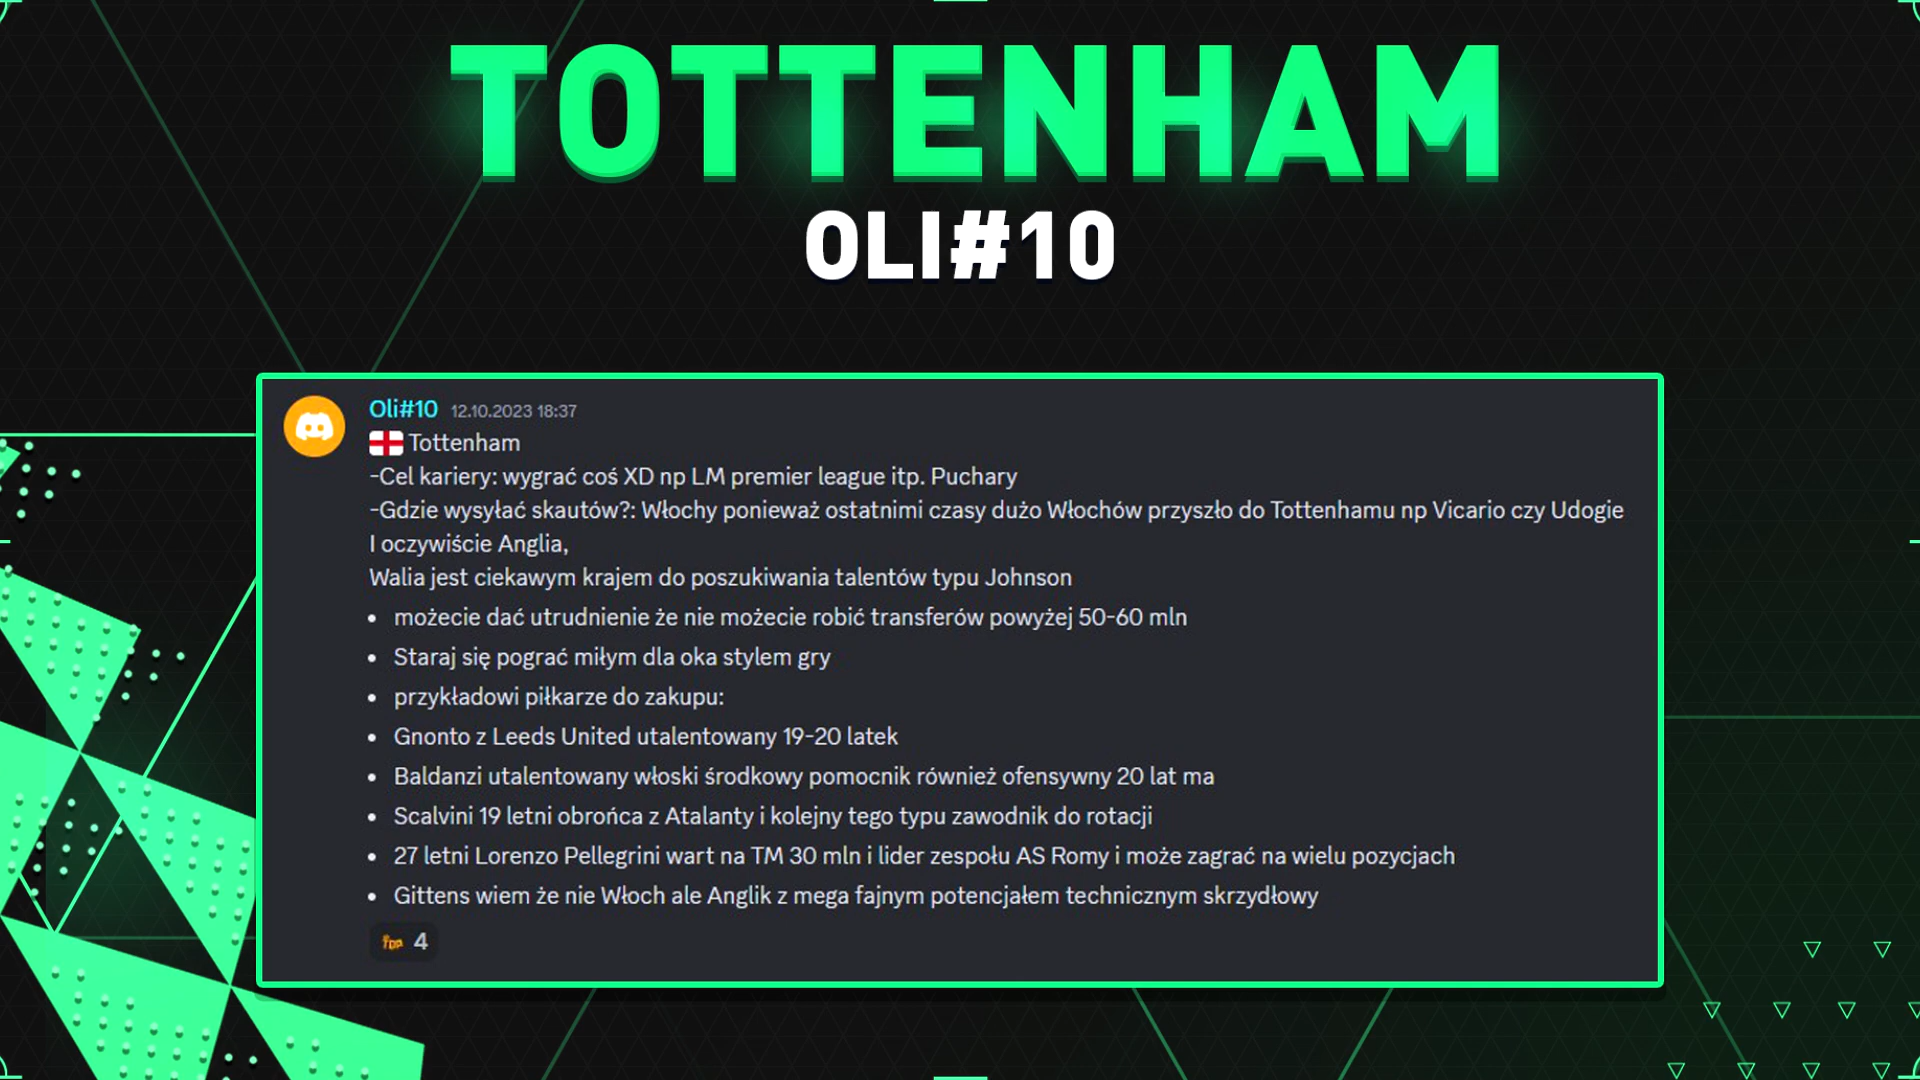 TOTTENHAM
OLI#10
Oli#10 12.10.2023 18:37
Tottenham
-Cel kariery: wygrać coś XD np LM premier league itp. Puchary
-Gdzie wysyłać skautów?: Włochy ponieważ ostatnimi czasy dużo Włochów przyszło do Tottenhamu np Vicario czy Udogie
I oczywiście Anglia,
Walia jest ciekawym krajem do poszukiwania talentów typu Johnson
• możecie dać utrudnienie że nie możecie robić transferów powyżej 50-60 mln
• Staraj się pograć miłym dla oka stylem gry
• przykładowi piłkarze do zakupu:
• Gnonto z Leeds United utalentowany 19-20 latek
• Baldanzi utalentowany włoski środkowy pomocnik również ofensywny 20 lat ma
• Scalvini 19 letni obrońca z Atalanty i kolejny tego typu zawodnik do rotacji
• 27 letni Lorenzo Pellegrini wart na TM 30 mln i lider zespołu AS Romy i może zagrać na wielu pozycjach
• Gittens wiem że nie Włoch ale Anglik z mega fajnym potencjałem technicznym skrzydłowy
4